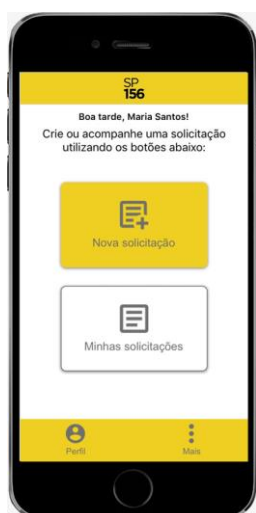 SP
156
Boa tarde, Maria Santos!
Crie ou acompanhe uma solicitação
utilizando os botões abaixo:
Nova solicitação
Minhas solicitações
Perfil
Mais